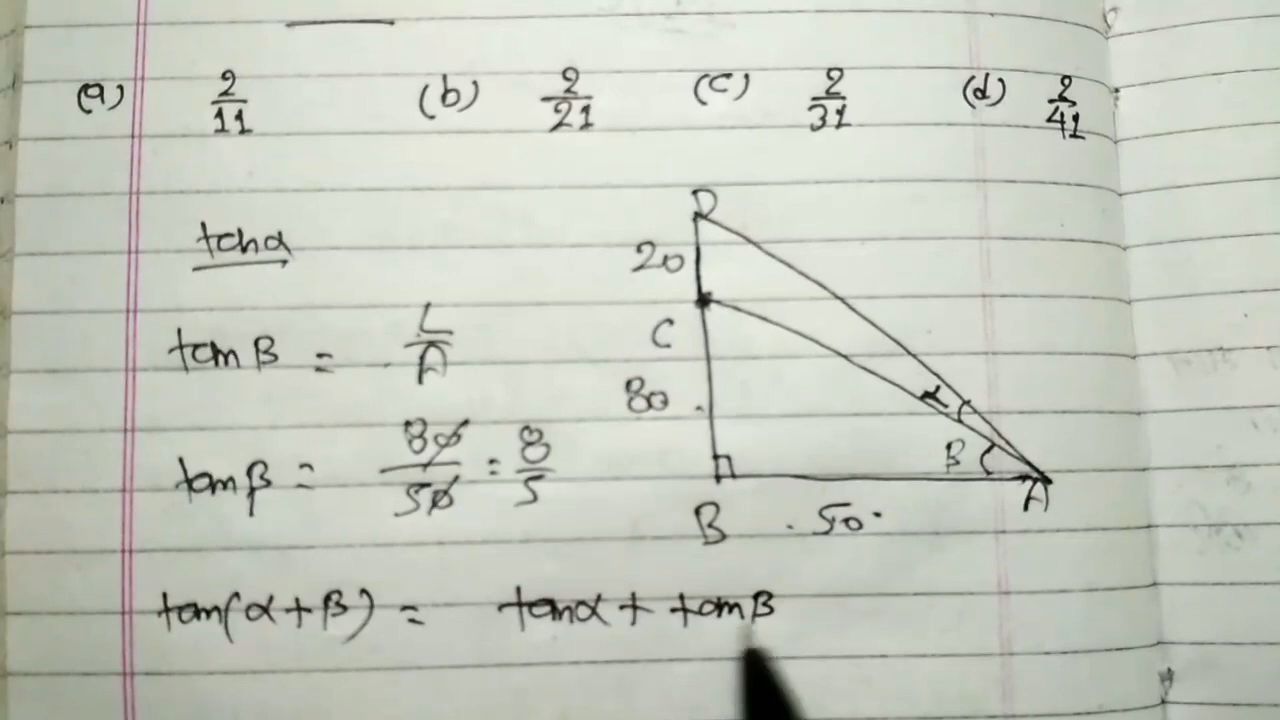 (a) 2/11 (b) 2/21 (c) 2/31 (d) 2/41
D
tanα
20
tanβ = L/A
C
80
α
β
tanβ = 80/50 = 8/5
A
B 50
tan(α+β) = tanα + tanβ